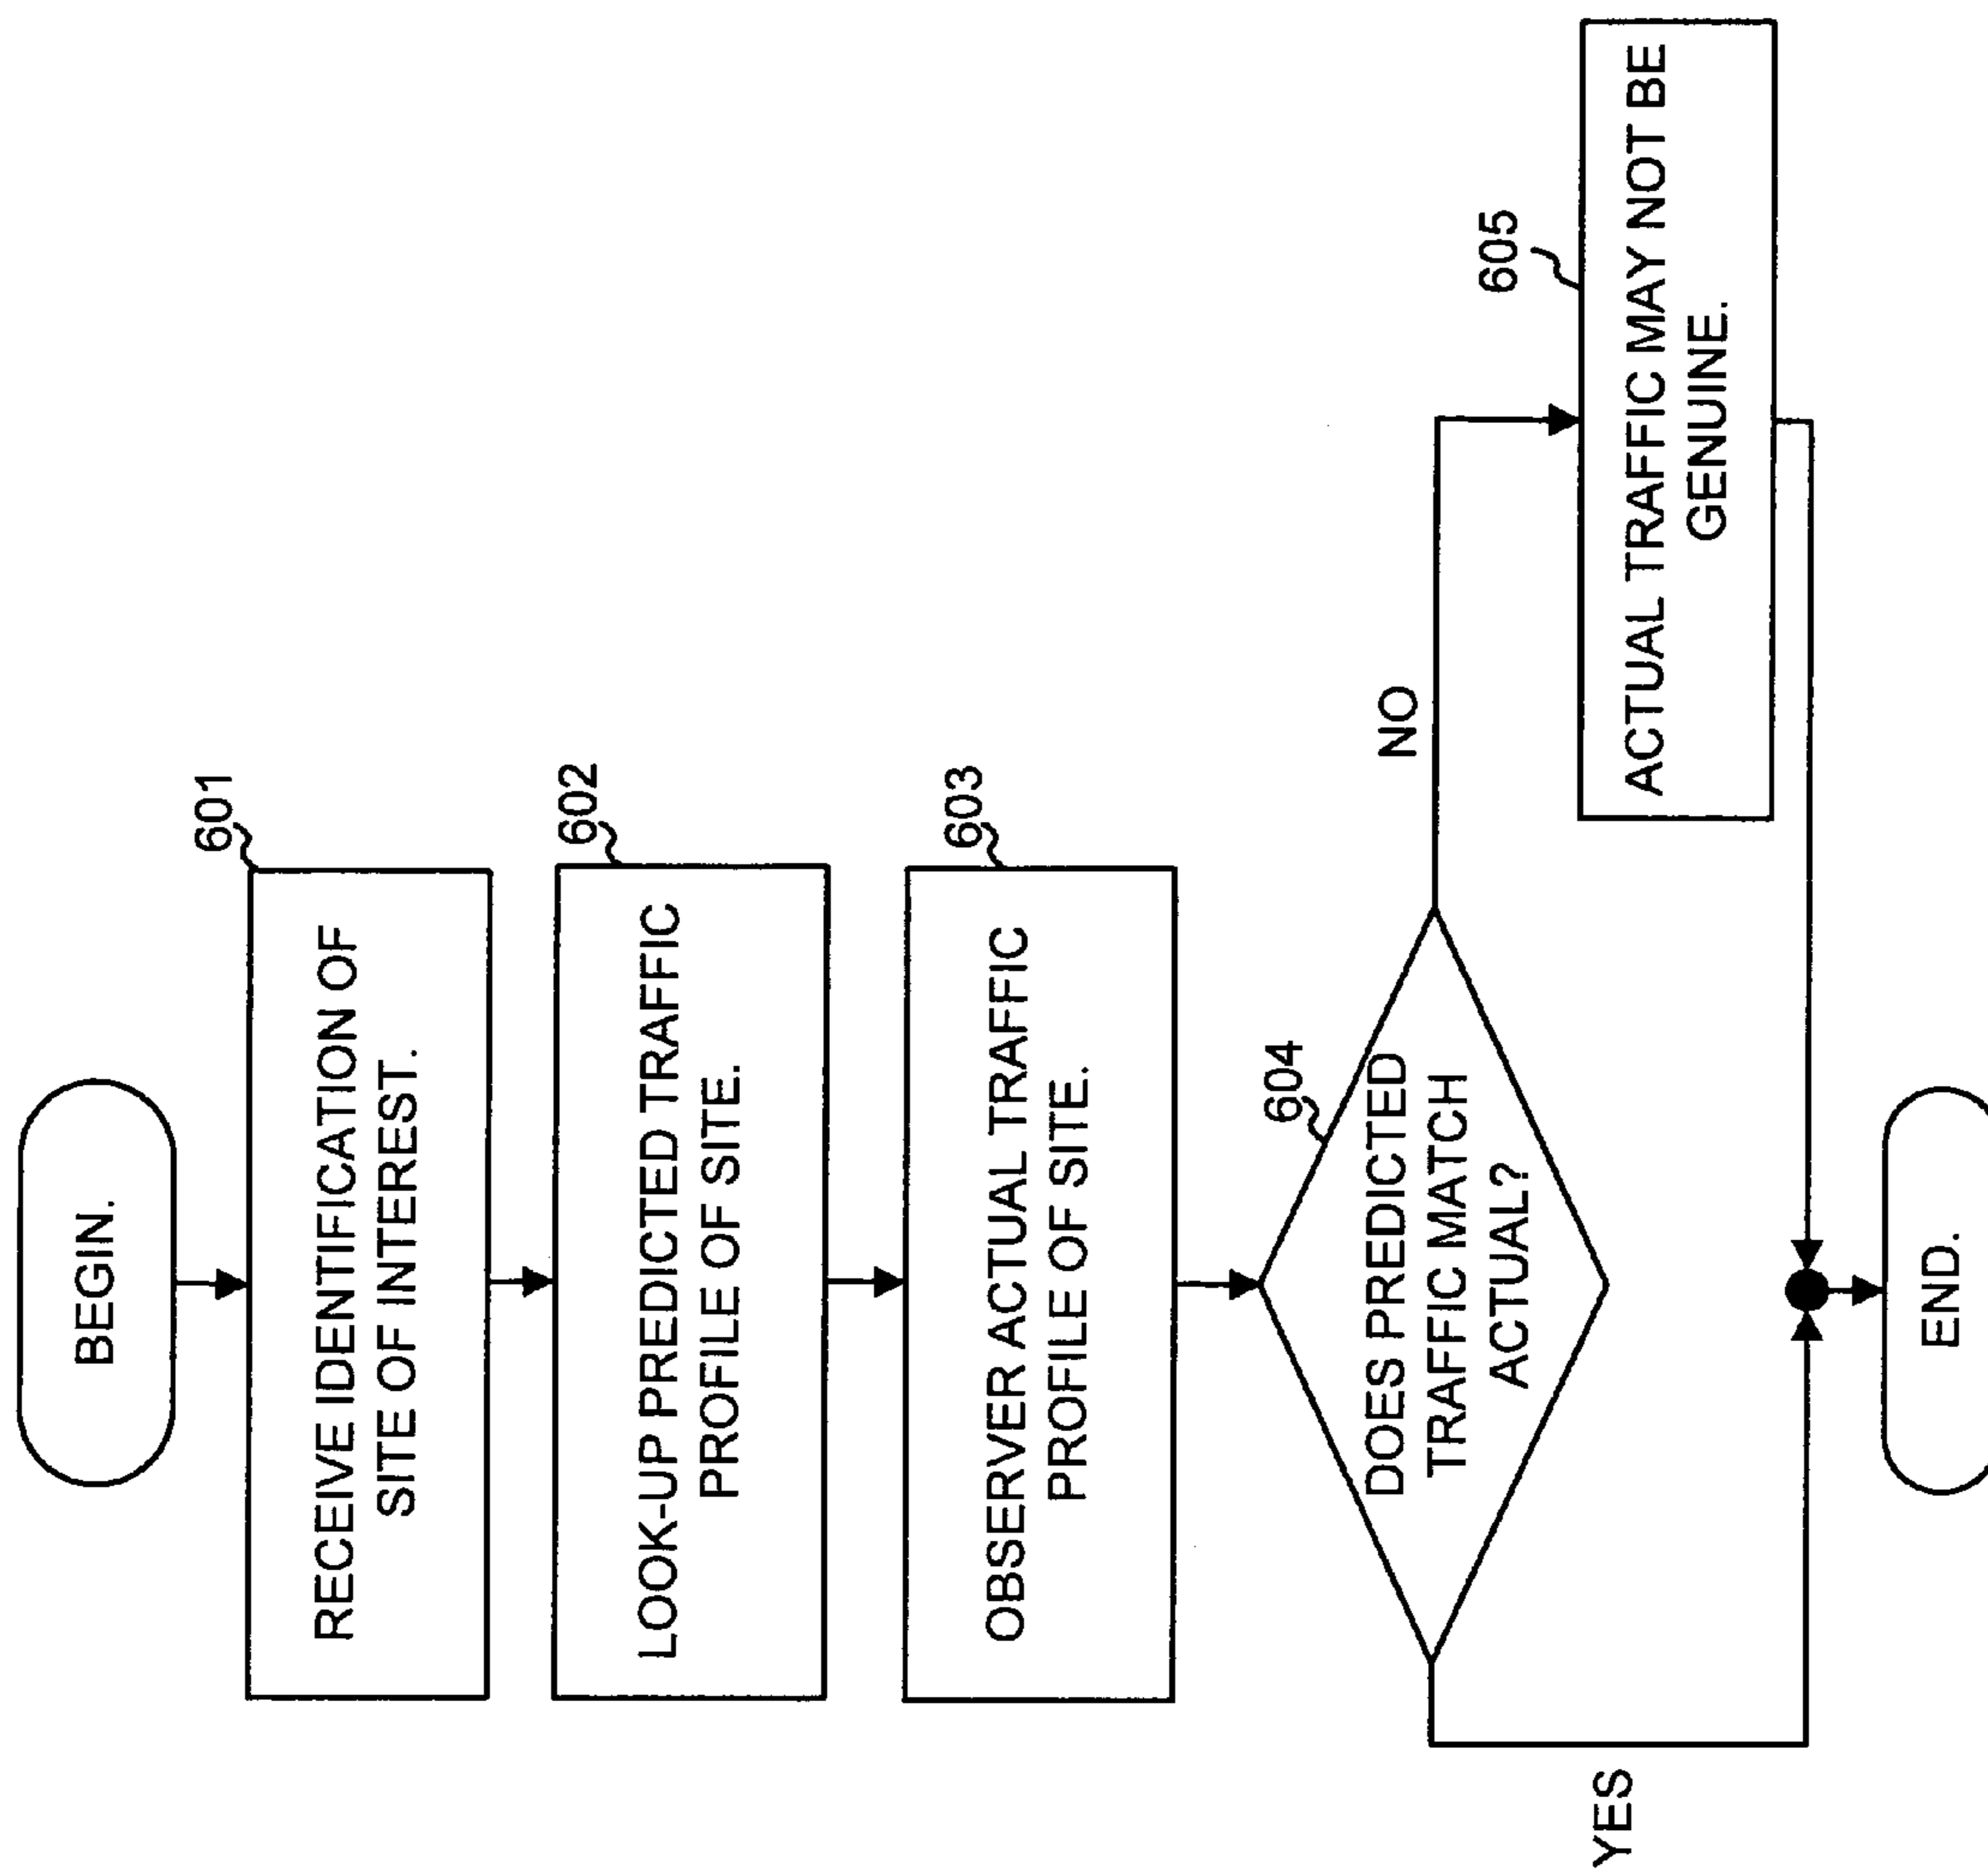 BEGIN.
601
RECEIVE IDENTIFICATION OF
SITE OF INTEREST.
602
LOOK-UP PREDICTED TRAFFIC
PROFILE OF SITE.
603
OBSERVER ACTUAL TRAFFIC
PROFILE OF SITE.
604
DOES PREDICTED
TRAFFIC MATCH
ACTUAL?
NO
605
ACTUAL TRAFFIC MAY NOT BE
GENUINE.
YES
END.